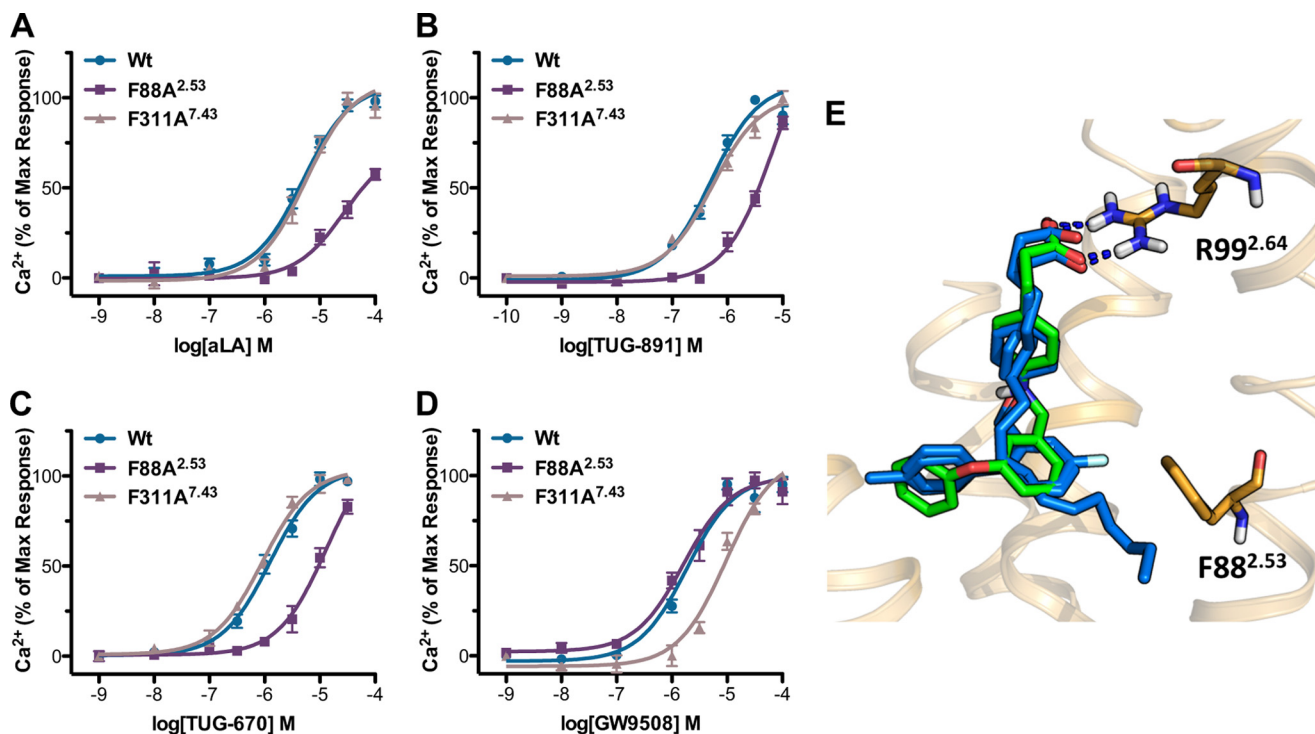 A
Ca²⁺ (% of Max Response)
Wt
F88A²·⁵³
F311A⁷·⁴³
100
50
0
-9 -8 -7 -6 -5 -4
log[aLA] M
B
Ca²⁺ (% of Max Response)
Wt
F88A²·⁵³
F311A⁷·⁴³
100
50
0
-10 -9 -8 -7 -6 -5
log[TUG-891] M
C
Ca²⁺ (% of Max Response)
Wt
F88A²·⁵³
F311A⁷·⁴³
100
50
0
-9 -8 -7 -6 -5 -4
log[TUG-670] M
D
Ca²⁺ (% of Max Response)
Wt
F88A²·⁵³
F311A⁷·⁴³
100
50
0
-9 -8 -7 -6 -5 -4
log[GW9508] M
E
R99²·⁶⁴
F88²·⁵³